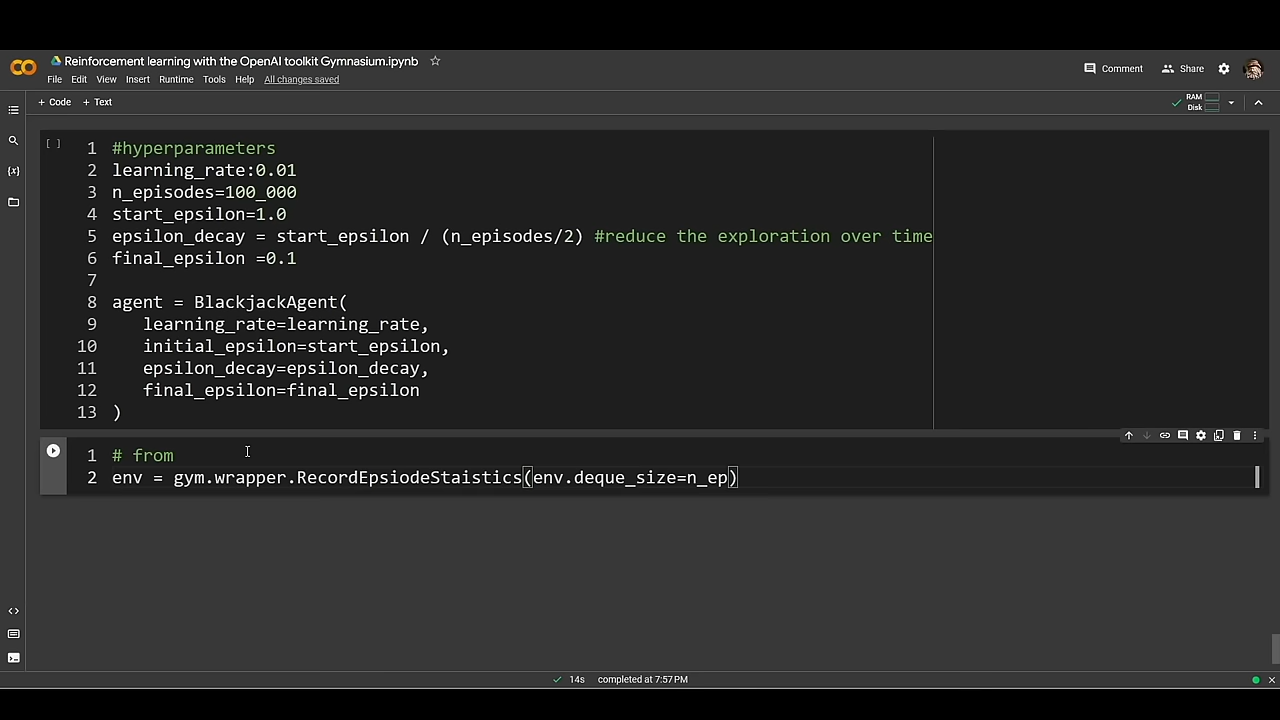 Reinforcement learning with the OpenAI toolkit Gymnasium.ipynb
File Edit View Insert Runtime Tools Help All changes saved
Comment Share
+ Code + Text
RAM
Disk
[ ]
1 #hyperparameters
2 learning_rate:0.01
3 n_episodes=100_000
4 start_epsilon=1.0
5 epsilon_decay = start_epsilon / (n_episodes/2) #reduce the exploration over time
6 final_epsilon =0.1
7
8 agent = BlackjackAgent(
9 learning_rate=learning_rate,
10 initial_epsilon=start_epsilon,
11 epsilon_decay=epsilon_decay,
12 final_epsilon=final_epsilon
13 )
1 # from
2 env = gym.wrapper.RecordEpsiodeStaistics(env.deque_size=n_ep)
14s completed at 7:57 PM